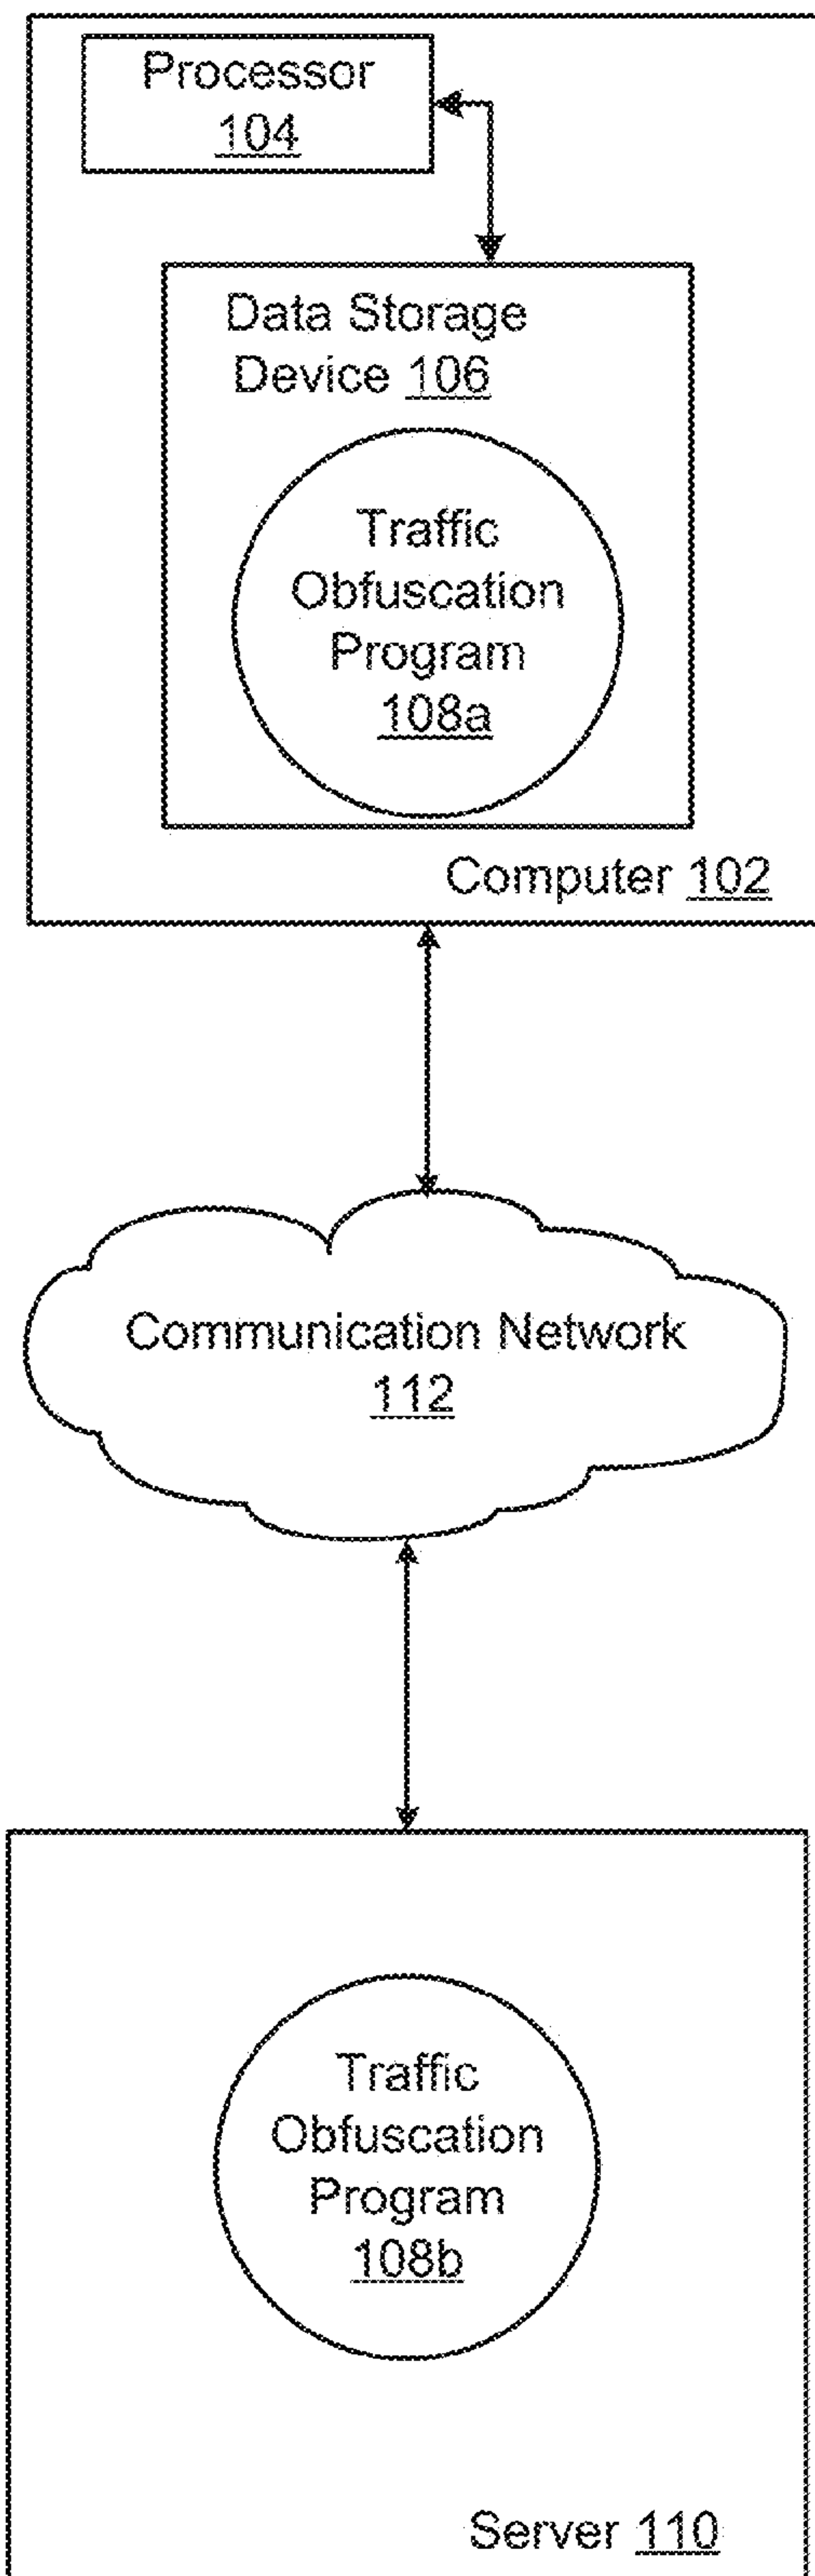 Processor
104
Data Storage
Device 106
Traffic
Obfuscation
Program
108a
Computer 102
Communication Network
112
Traffic
Obfuscation
Program
108b
Server 110